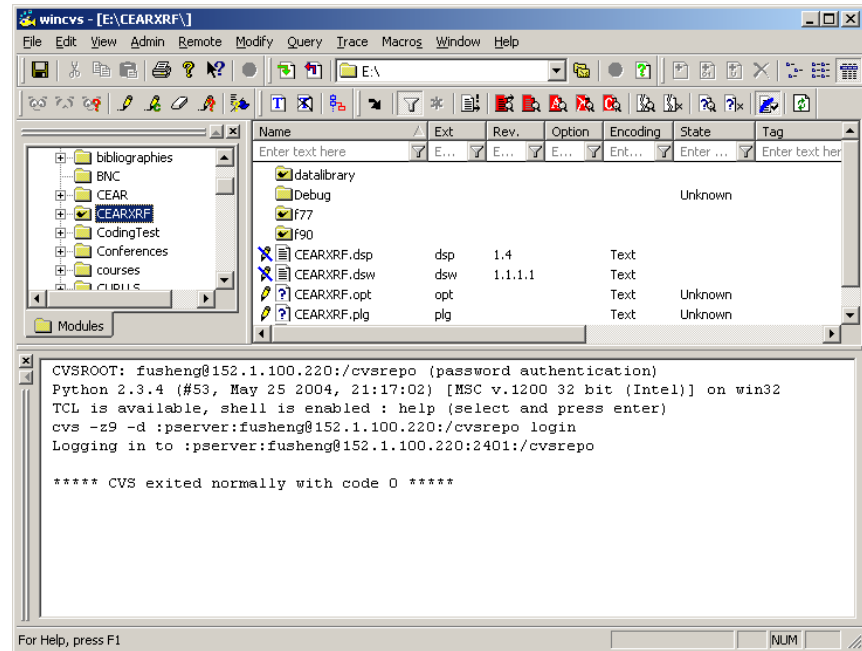 wincvs - [E:\CEARXRF\]
File Edit View Admin Remote Modify Query Trace Macros Window Help
E:\
Name Ext Rev. Option Encoding State Tag
Enter text here E... E... E... Ent... Enter ... Enter text her
bibliographies
BNC
CEAR
CEARXRF
CodingTest
Conferences
courses
Modules
datalibrary
Debug Unknown
f77
f90
CEARXRF.dsp dsp 1.4 Text
CEARXRF.dsw dsw 1.1.1.1 Text
CEARXRF.opt opt Text Unknown
CEARXRF.plg plg Text Unknown
CVSROOT: fusheng@152.1.100.220:/cvsrepo (password authentication)
Python 2.3.4 (#53, May 25 2004, 21:17:02) [MSC v.1200 32 bit (Intel)] on win32
TCL is available, shell is enabled : help (select and press enter)
cvs -z9 -d :pserver:fusheng@152.1.100.220:/cvsrepo login
Logging in to :pserver:fusheng@152.1.100.220:2401:/cvsrepo
***** CVS exited normally with code 0 *****
For Help, press F1
NUM